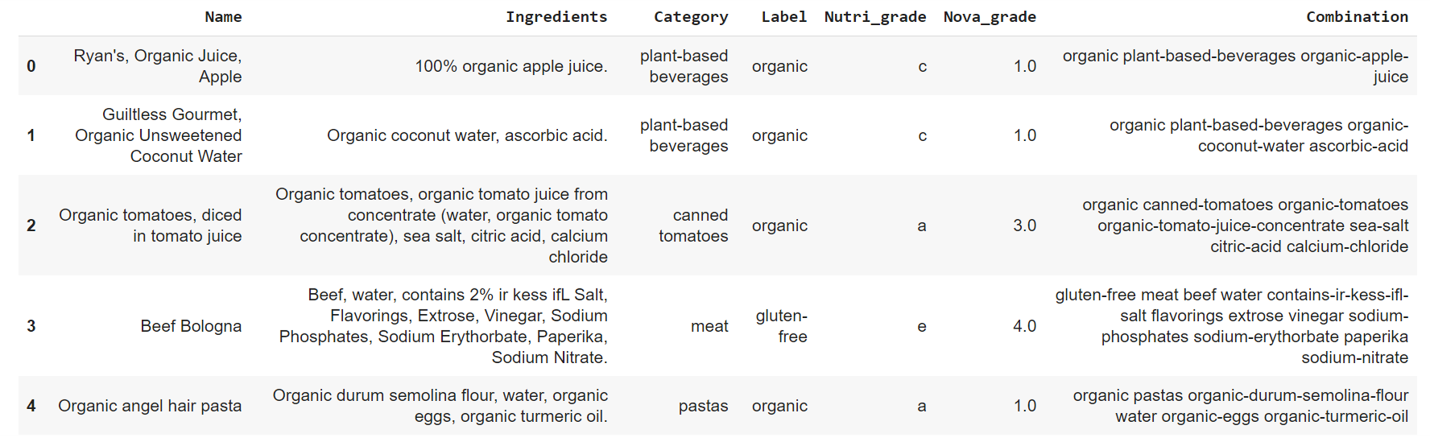 Name Ingredients Category Label Nutri_grade Nova_grade Combination
0 Ryan's, Organic Juice, Apple 100% organic apple juice. plant-based beverages organic c 1.0 organic plant-based-beverages organic-apple-juice
1 Guiltless Gourmet, Organic Unsweetened Coconut Water Organic coconut water, ascorbic acid. plant-based beverages organic c 1.0 organic plant-based-beverages organic-coconut-water ascorbic-acid
2 Organic tomatoes, diced in tomato juice Organic tomatoes, organic tomato juice from concentrate (water, organic tomato concentrate), sea salt, citric acid, calcium chloride canned tomatoes organic a 3.0 organic canned-tomatoes organic-tomatoes organic-tomato-juice-concentrate sea-salt citric-acid calcium-chloride
3 Beef Bologna Beef, water, contains 2% ir kess ifL Salt, Flavorings, Extrose, Vinegar, Sodium Phosphates, Sodium Erythorbate, Paprika, Sodium Nitrate. meat gluten-free e 4.0 gluten-free meat beef water contains-ir-kess-ifl-salt flavorings extrose vinegar sodium-phosphates sodium-erythorbate paprika sodium-nitrate
4 Organic angel hair pasta Organic durum semolina flour, water, organic eggs, organic turmeric oil. pastas organic a 1.0 organic pastas organic-durum-semolina-flour water organic-eggs organic-turmeric-oil